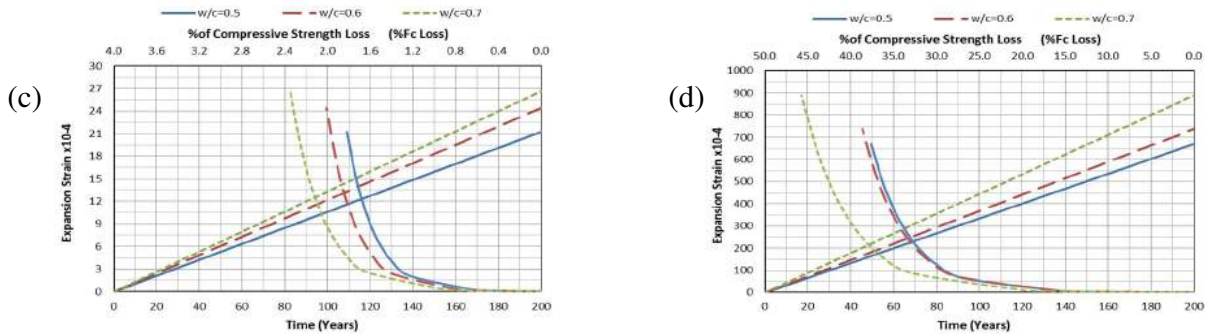 (c)
w/c=0.5 w/c=0.6 w/c=0.7
%of Compressive Strength Loss (%Fc Loss)
4.0 3.6 3.2 2.8 2.4 2.0 1.6 1.2 0.8 0.4 0.0
30
27
24
21
18
15
12
9
6
3
0
Expansion Strain x10-4
0 20 40 60 80 100 120 140 160 180 200
Time (Years)
(d)
w/c=0.5 w/c=0.6 w/c=0.7
%of Compressive Strength Loss (%Fc Loss)
50.0 45.0 40.0 35.0 30.0 25.0 20.0 15.0 10.0 5.0 0.0
1000
900
800
700
600
500
400
300
200
100
0
Expansion Strain x10-4
0 20 40 60 80 100 120 140 160 180 200
Time (Years)